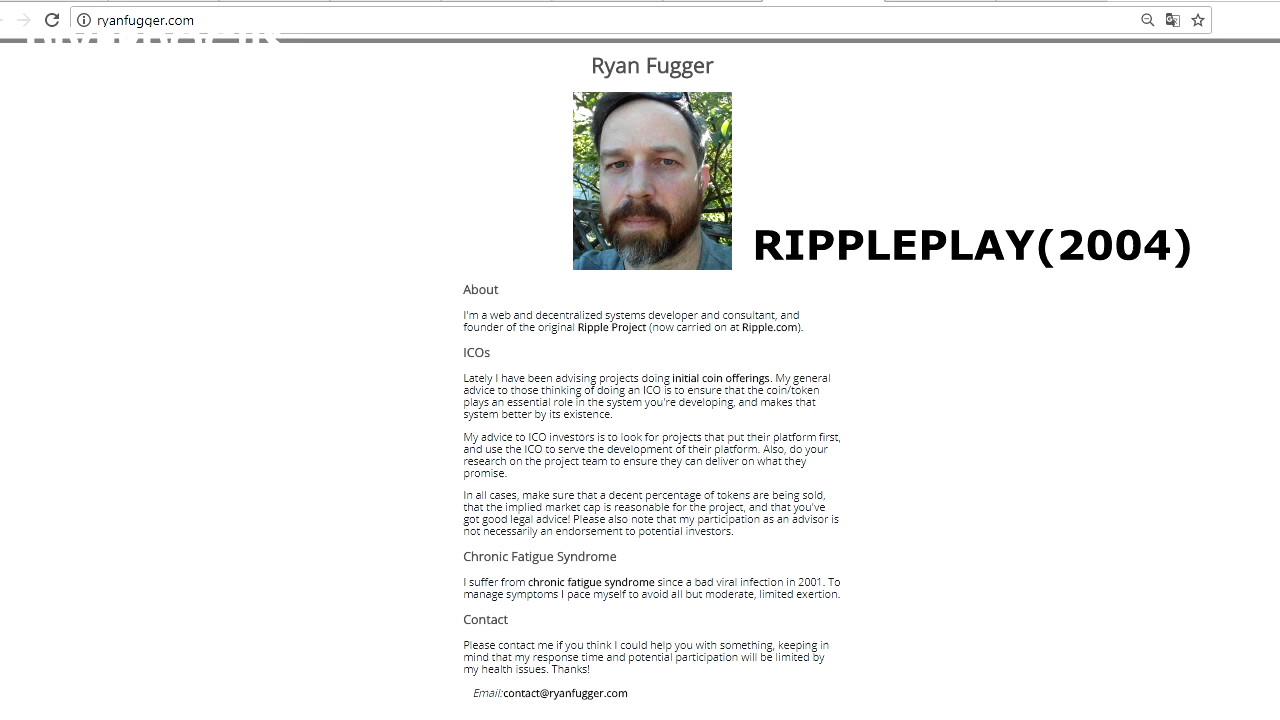 ryanfugger.com
Ryan Fugger
RIPPLEPLAY(2004)
About
I'm a web and decentralized systems developer and consultant, and
founder of the original Ripple Project (now carried on at Ripple.com).
ICOs
Lately I have been advising projects doing initial coin offerings. My general
advice to those thinking of doing an ICO is to ensure that the coin/token
plays an essential role in the system you're developing, and makes that
system better by its existence.
My advice to ICO investors is to look for projects that put their platform first,
and use the ICO to serve the development of their platform. Also, do your
research on the project team to ensure they can deliver on what they
promise.
In all cases, make sure that a decent percentage of tokens are being sold,
that the implied market cap is reasonable for the project, and that you've
got good legal advice! Please also note that my participation as an advisor is
not necessarily an endorsement to potential investors.
Chronic Fatigue Syndrome
I suffer from chronic fatigue syndrome since a bad viral infection in 2001. To
manage symptoms I pace myself to avoid all but moderate, limited exertion.
Contact
Please contact me if you think I could help you with something, keeping in
mind that my response time and potential participation will be limited by
my health issues. Thanks!
Email:contact@ryanfugger.com